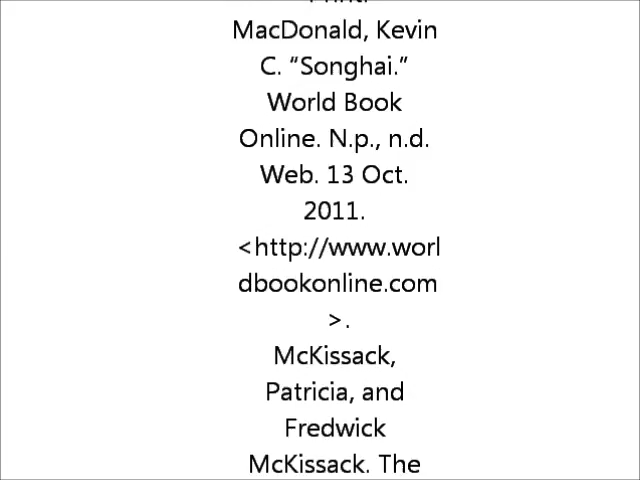 MacDonald, Kevin
C. “Songhai.”
World Book
Online. N.p., n.d.
Web. 13 Oct.
2011.
<http://www.worl
dbookonline.com
>.
McKissack,
Patricia, and
Fredwick
McKissack. The